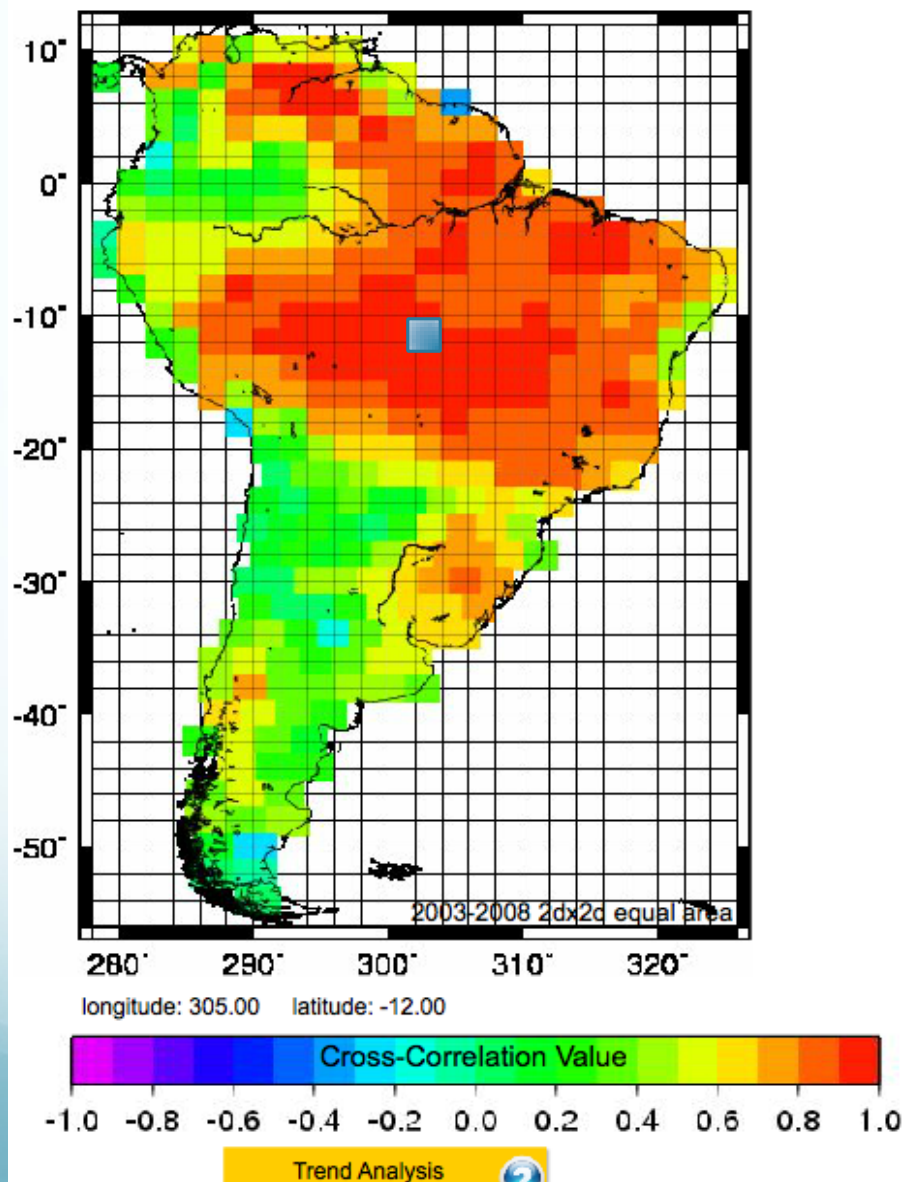 10°
0°
-10°
-20°
-30°
-40°
-50°
2003-2008 2dx2d equal area
280° 290° 300° 310° 320°
longitude: 305.00 latitude: -12.00
Cross-Correlation Value
-1.0 -0.8 -0.6 -0.4 -0.2 0.0 0.2 0.4 0.6 0.8 1.0
Trend Analysis ?